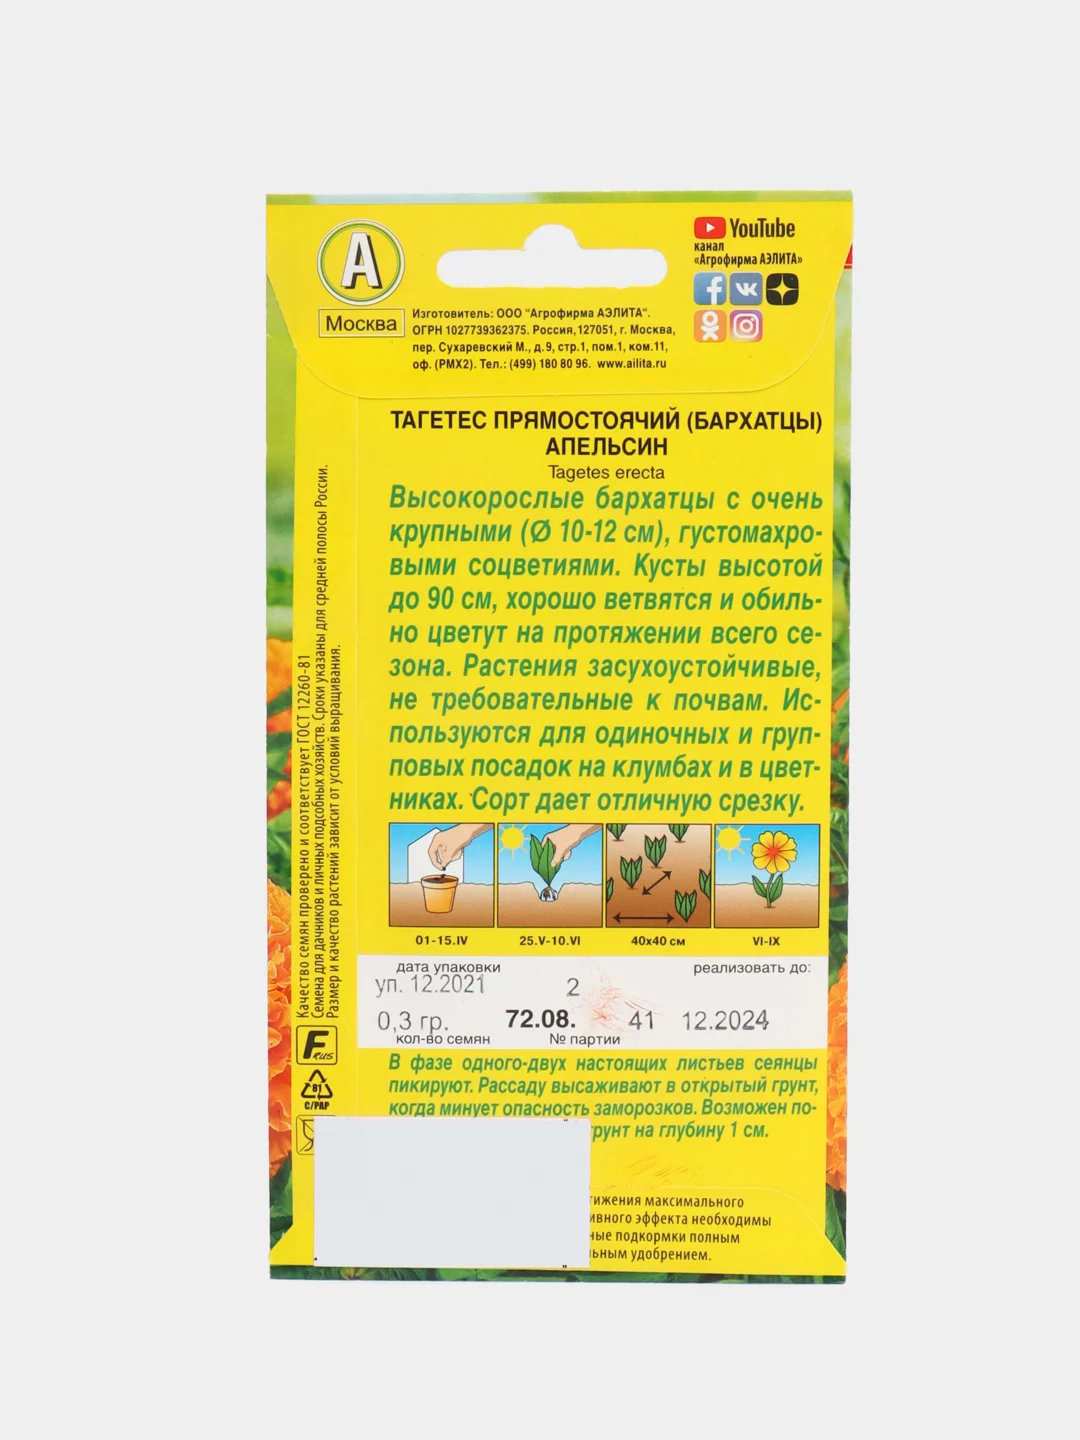 А
Москва
YouTube
канал
«Агрофирма АЭЛИТА»
Изготовитель: ООО "Агрофирма АЭЛИТА".
ОГРН 1027739362375. Россия,127051, г. Москва,
пер. Сухаревский М., д.9, стр.1, пом.1, ком.11,
оф. (РМХ2). Тел.: (499) 180 80 96. www.ailita.ru
ТАГЕТЕС ПРЯМОСТОЯЧИЙ (БАРХАТЦЫ)
АПЕЛЬСИН
Tagetes erecta
Высокорослые бархатцы с очень
крупными (Ø 10-12 см), густомахро-
выми соцветиями. Кусты высотой
до 90 см, хорошо ветвятся и обиль-
но цветут на протяжении всего се-
зона. Растения засухоустойчивые,
не требовательные к почвам. Ис-
пользуются для одиночных и груп-
повых посадок на клумбах и в цвет-
никах. Сорт дает отличную срезку.
01-15.IV 25.V-10.VI 40х40 см VI-IX
дата упаковки реализовать до:
уп. 12.2021 2
0,3 гр. 72.08. 41 12.2024
кол-во семян № партии
В фазе одного-двух настоящих листьев сеянцы
пикируют. Рассаду высаживают в открытый грунт,
когда минует опасность заморозков. Возможен по-
грунт на глубину 1 см.
тижения максимального
ивного эффекта необходимы
ные подкормки полным
ьным удобрением.
Качество семян проверено и соответствует ГОСТ 12260-81
Семена для дачников и личных подсобных хозяйств. Сроки указаны для средней полосы России.
Размер и качество растений зависит от условий выращивания.
F RUS
81
C/PAP